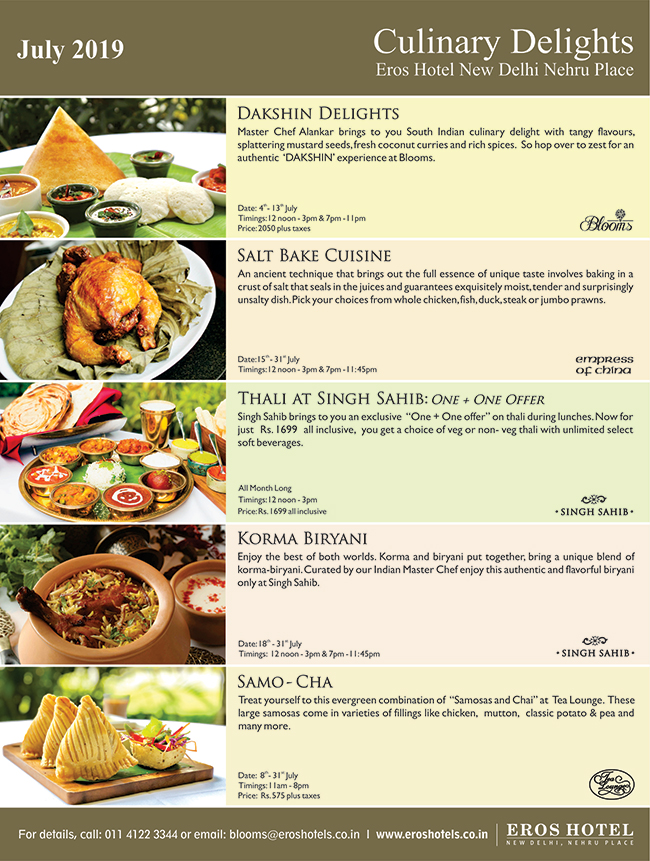 July 2019
Culinary Delights
Eros Hotel New Delhi Nehru Place
DAKSHIN DELIGHTS
Master Chef Alankar brings to you South Indian culinary delight with tangy flavours,
splattering mustard seeds, fresh coconut curries and rich spices. So hop over to zest for an
authentic 'DAKSHIN' experience at Blooms.
Date: 4th - 13th July
Timings: 12 noon - 3pm & 7pm - 11pm
Price: 2050 plus taxes
Blooms
SALT BAKE CUISINE
An ancient technique that brings out the full essence of unique taste involves baking in a
crust of salt that seals in the juices and guarantees exquisitely moist, tender and surprisingly
unsalty dish. Pick your choices from whole chicken, fish, duck, steak or jumbo prawns.
Date: 15th - 31st July
Timings: 12 noon - 3pm & 7pm - 11:45pm
empress
of china
THALI AT SINGH SAHIB: ONE + ONE OFFER
Singh Sahib brings to you an exclusive "One + One offer" on thali during lunches. Now for
just Rs. 1699 all inclusive, you get a choice of veg or non- veg thali with unlimited select
soft beverages.
All Month Long
Timings: 12 noon - 3pm
Price: Rs. 1699 all inclusive
• SINGH SAHIB •
KORMA BIRYANI
Enjoy the best of both worlds. Korma and biryani put together, bring a unique blend of
korma-biryani. Curated by our Indian Master Chef enjoy this authentic and flavorful biryani
only at Singh Sahib.
Date: 18th - 31st July
Timings: 12 noon - 3pm & 7pm - 11:45pm
• SINGH SAHIB •
SAMO - CHA
Treat yourself to this evergreen combination of "Samosas and Chai" at Tea Lounge. These
large samosas come in varieties of fillings like chicken, mutton, classic potato & pea and
many more.
Date: 8th - 31st July
Timings: 11am - 8pm
Price: Rs. 575 plus taxes
Tea
Lounge
For details, call: 011 4122 3344 or email: blooms@eroshotels.co.in I www.eroshotels.co.in
EROS HOTEL
NEW DELHI, NEHRU PLACE